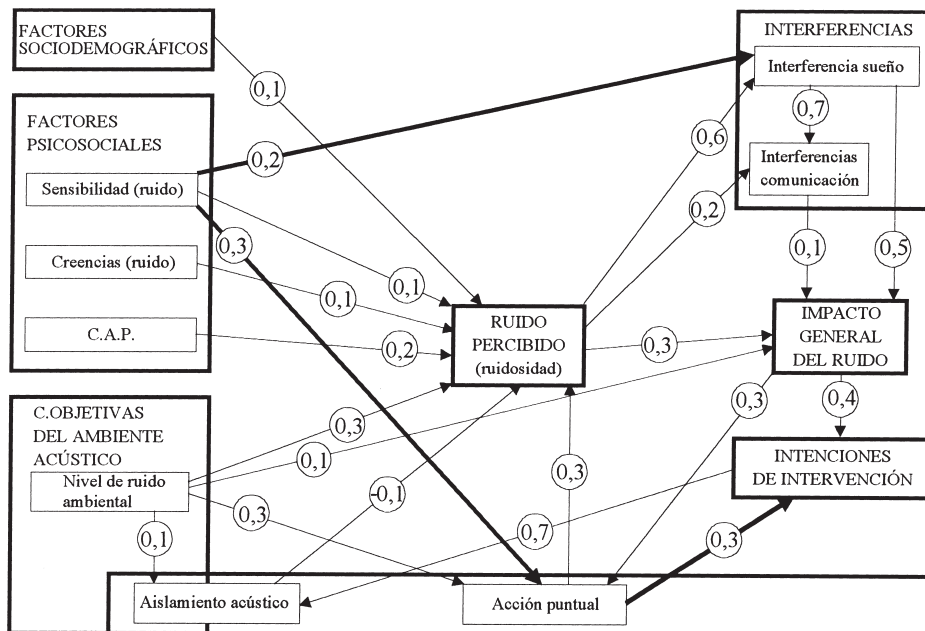 FACTORES
SOCIODEMOGRÁFICOS
0,1
FACTORES
PSICOSOCIALES
Sensibilidad (ruido)
Creencias (ruido)
C.A.P.
0,2
0,3
0,1
0,1
0,2
INTERFERENCIAS
Interferencia sueño
0,7
Interferencias
comunicación
0,6
0,2
0,1
0,5
RUIDO
PERCIBIDO
(ruidosidad)
0,3
IMPACTO
GENERAL
DEL RUIDO
0,3
0,4
C.OBJETIVAS
DEL AMBIENTE
ACÚSTICO
Nivel de ruido
ambiental
0,1
0,3
0,1
0,3
-0,1
0,3
0,7
INTENCIONES
DE INTERVENCIÓN
0,3
Aislamiento acústico
Acción puntual